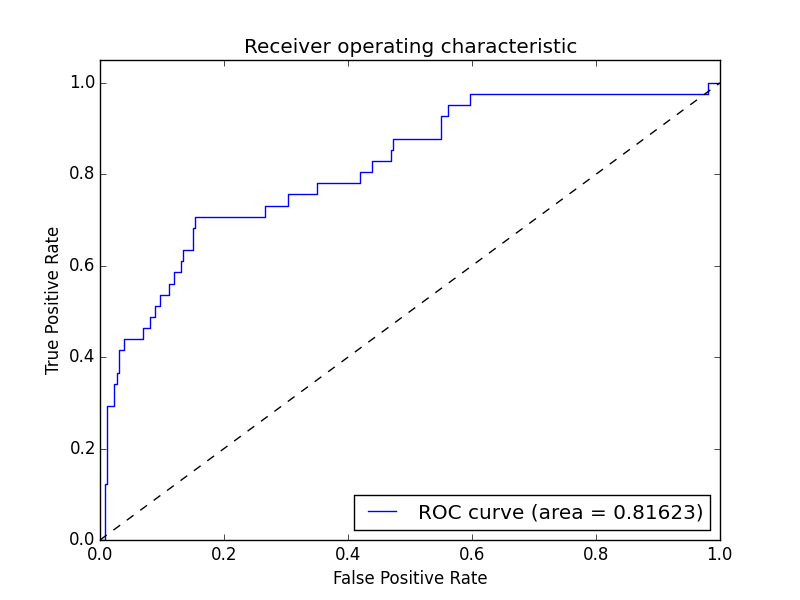 Receiver operating characteristic
1.0
0.8
0.6
0.4
0.2
0.0
True Positive Rate
ROC curve (area = 0.81623)
0.0 0.2 0.4 0.6 0.8 1.0
False Positive Rate